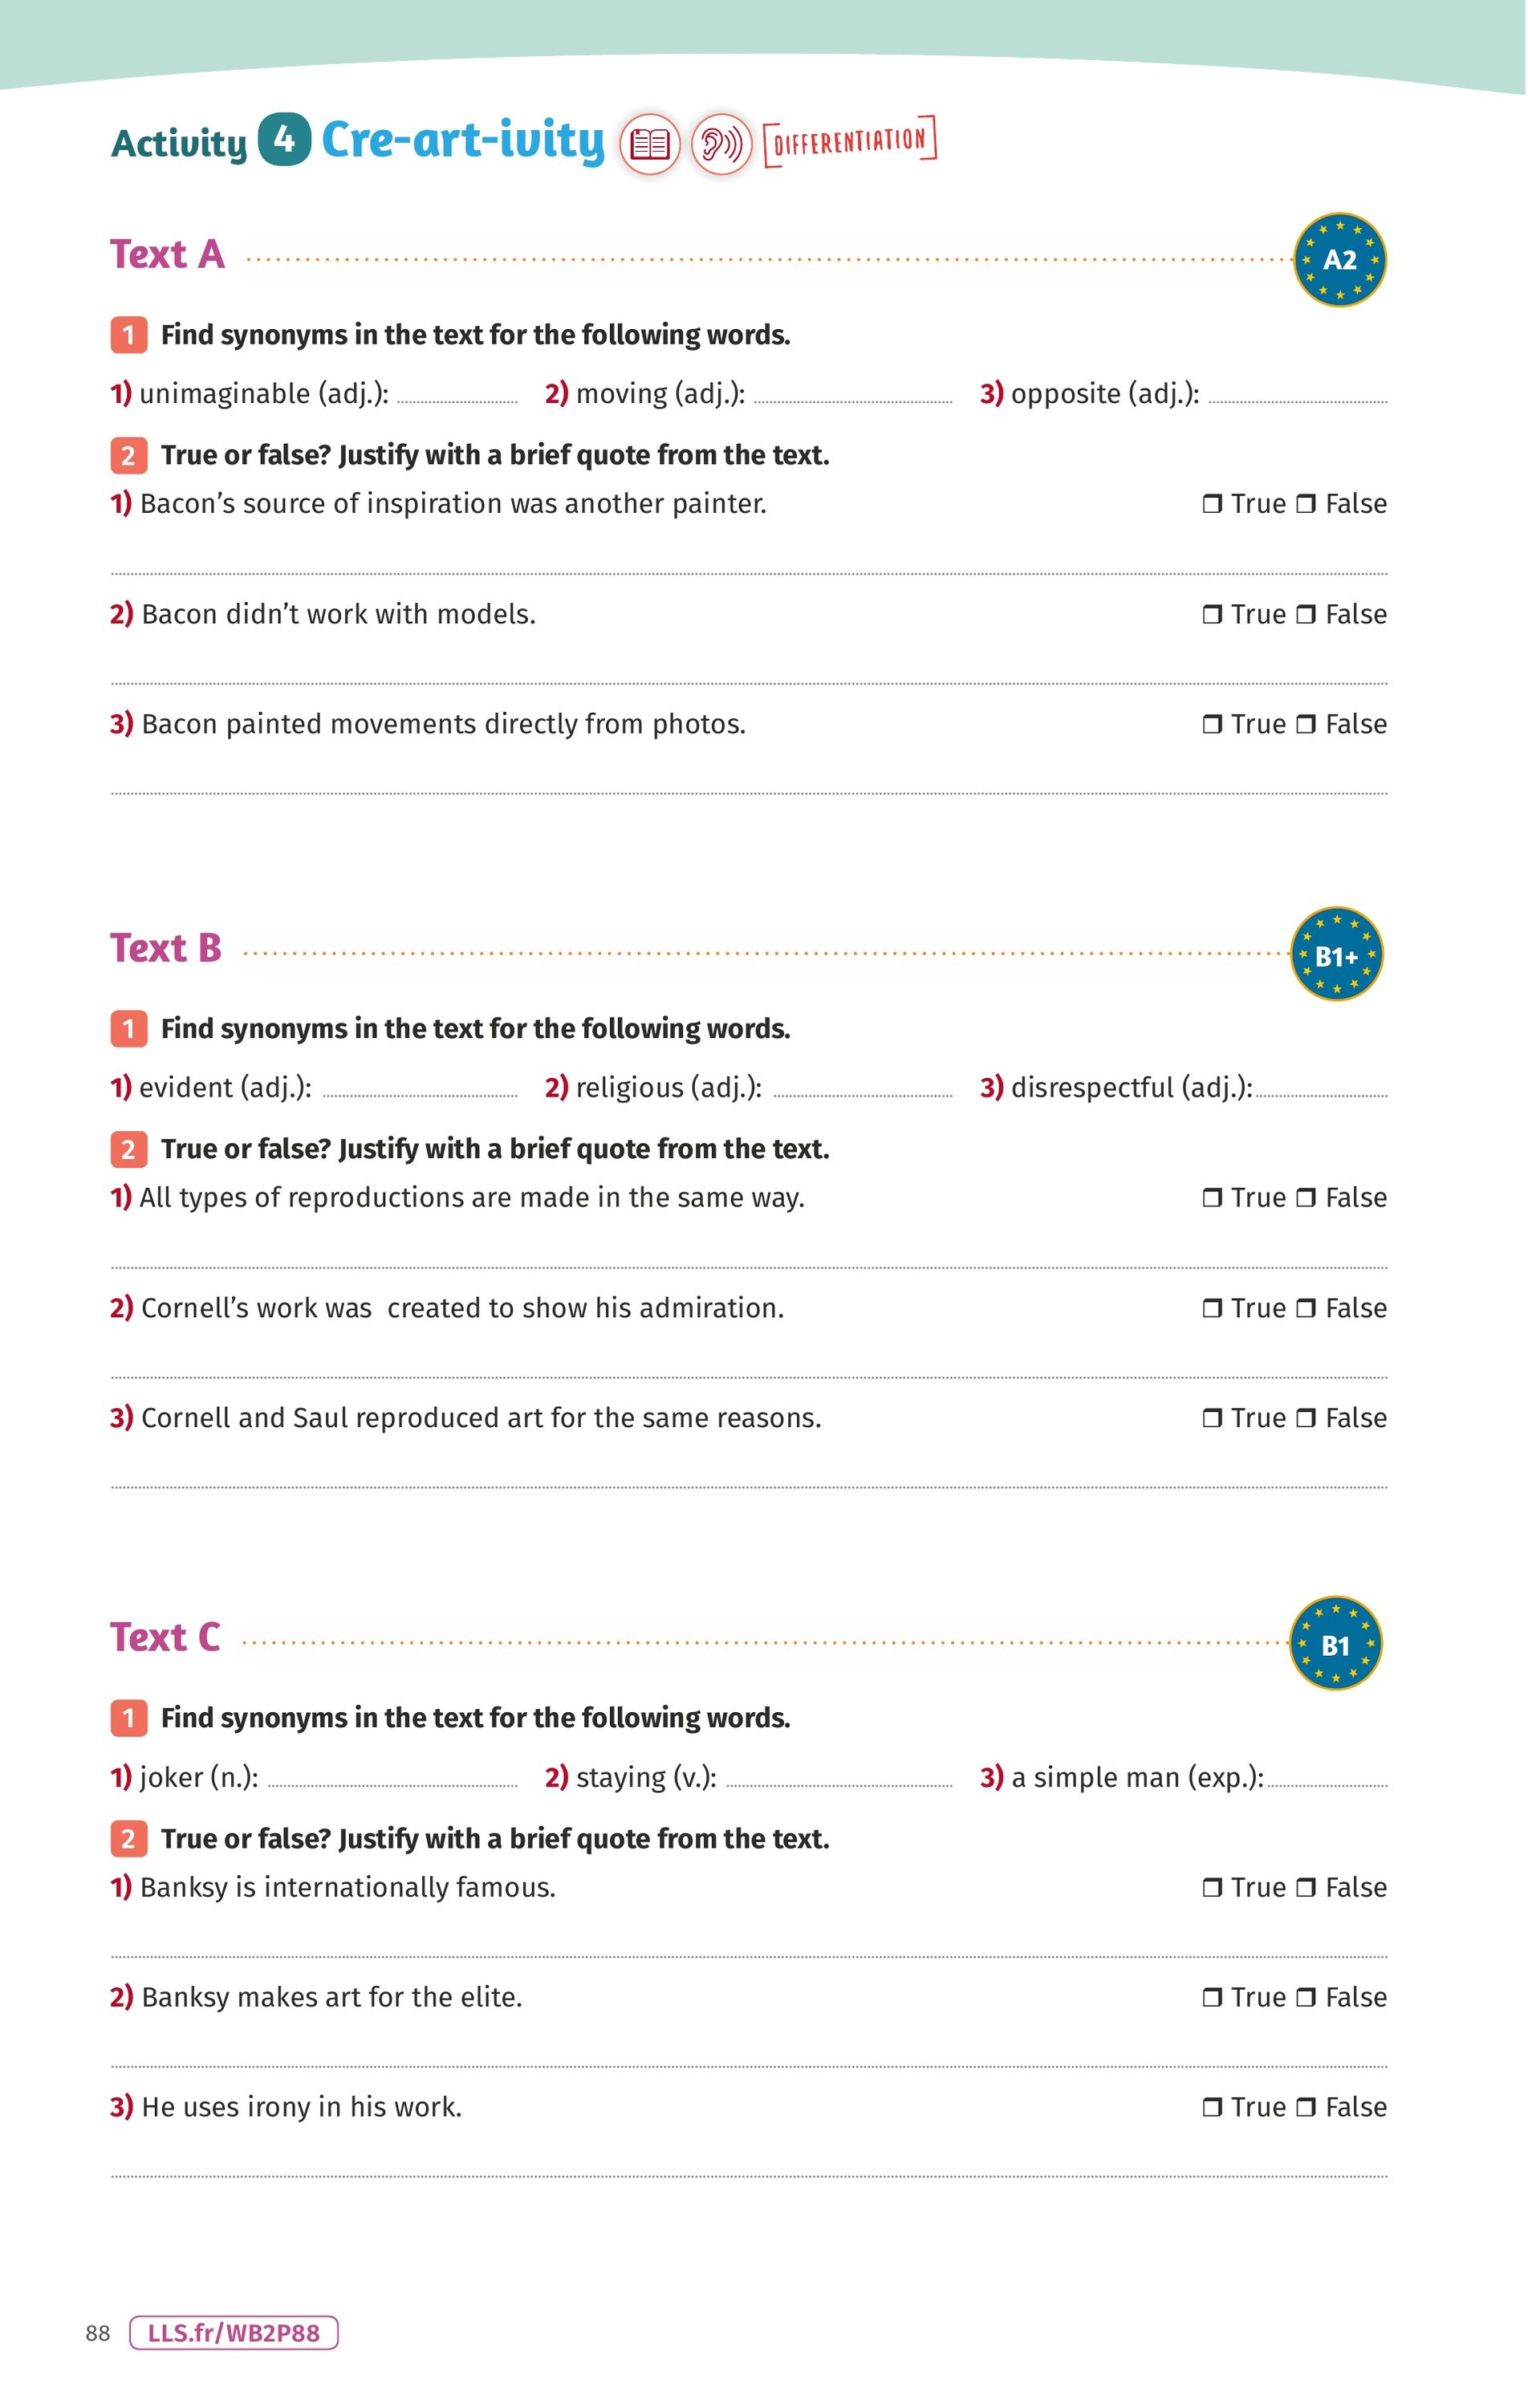 Activity 4 Cre-art-ivity DIFFERENTIATION
Text A A2
1 Find synonyms in the text for the following words.
1) unimaginable (adj.): 2) moving (adj.): 3) opposite (adj.):
2 True or false? Justify with a brief quote from the text.
1) Bacon’s source of inspiration was another painter. ❒ True ❒ False
2) Bacon didn’t work with models. ❒ True ❒ False
3) Bacon painted movements directly from photos. ❒ True ❒ False
Text B B1+
1 Find synonyms in the text for the following words.
1) evident (adj.): 2) religious (adj.): 3) disrespectful (adj.):
2 True or false? Justify with a brief quote from the text.
1) All types of reproductions are made in the same way. ❒ True ❒ False
2) Cornell’s work was created to show his admiration. ❒ True ❒ False
3) Cornell and Saul reproduced art for the same reasons. ❒ True ❒ False
Text C B1
1 Find synonyms in the text for the following words.
1) joker (n.): 2) staying (v.): 3) a simple man (exp.):
2 True or false? Justify with a brief quote from the text.
1) Banksy is internationally famous. ❒ True ❒ False
2) Banksy makes art for the elite. ❒ True ❒ False
3) He uses irony in his work. ❒ True ❒ False
88 LLS.fr/WB2P88